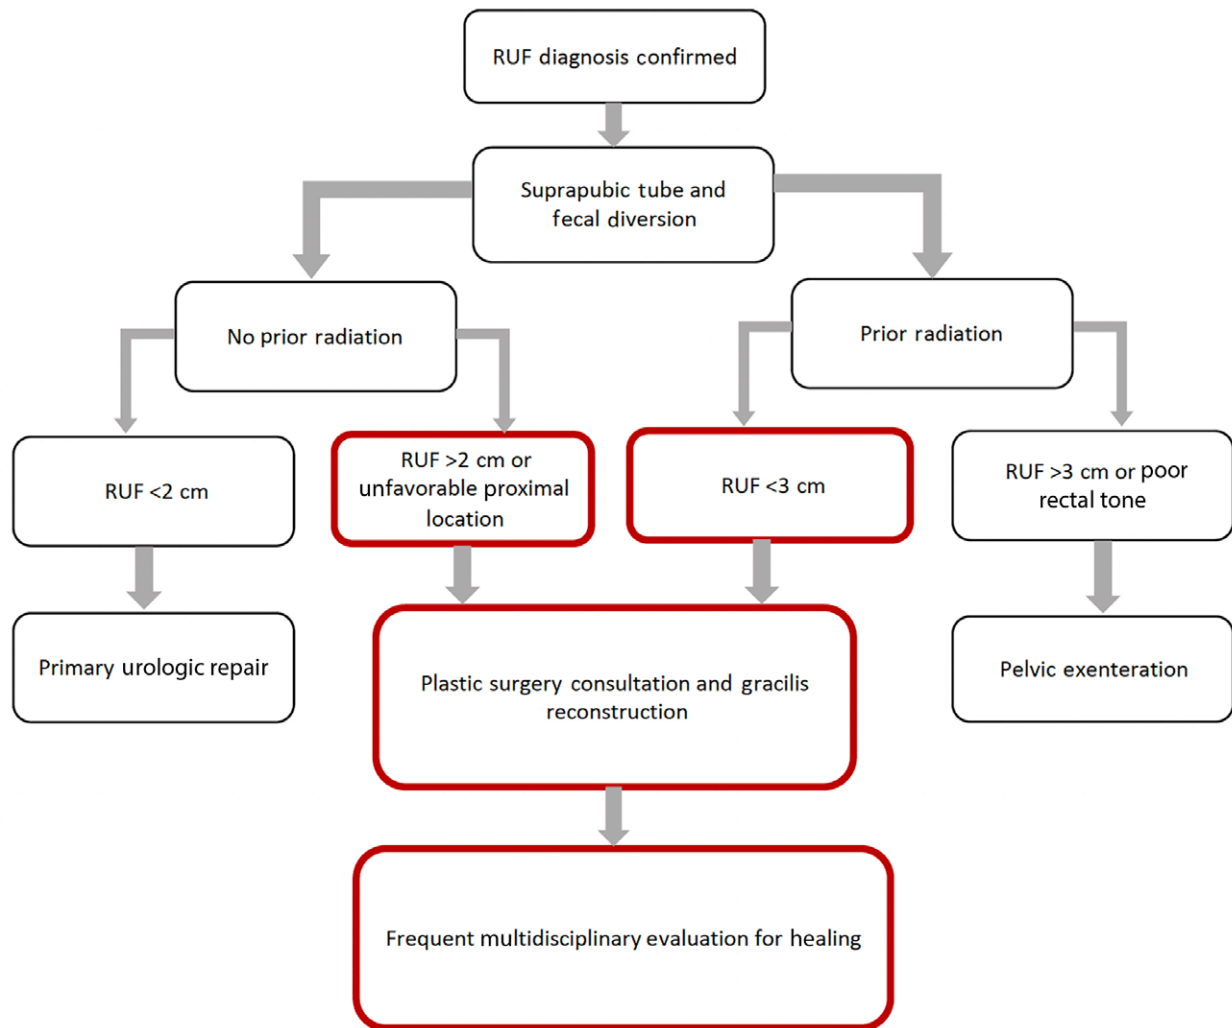 RUF diagnosis confirmed
Suprapubic tube and
fecal diversion
No prior radiation
Prior radiation
RUF <2 cm
RUF >2 cm or
unfavorable proximal
location
RUF <3 cm
RUF >3 cm or poor
rectal tone
Primary urologic repair
Plastic surgery consultation and gracilis
reconstruction
Pelvic exenteration
Frequent multidisciplinary evaluation for healing